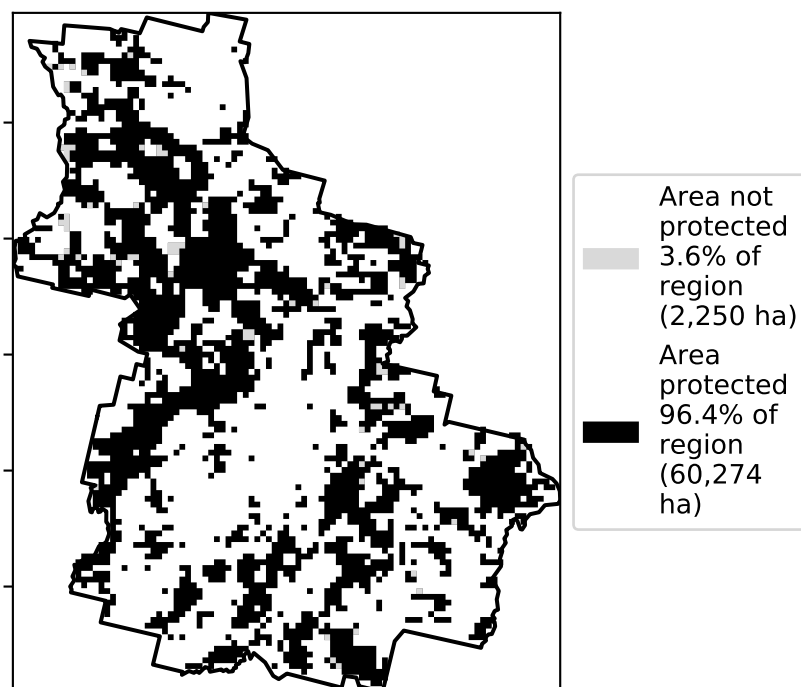 Area not
protected
3.6% of
region
(2,250 ha)
Area
protected
96.4% of
region
(60,274
ha)